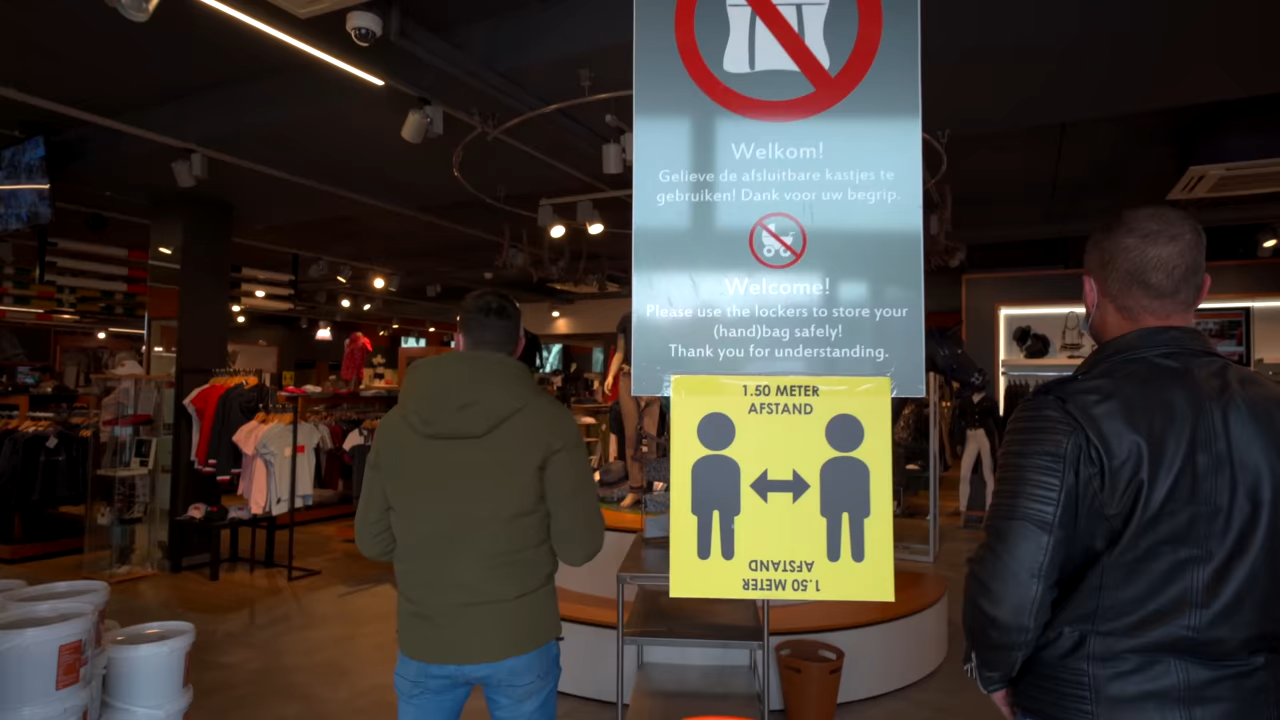 Welkom!
Gelieve de afsluitbare kastjes te
gebruiken! Dank voor uw begrip.
Welcome!
Please use the lockers to store your
(hand)bag safely!
Thank you for understanding.
1.50 METER
AFSTAND
AFSTAND
1.50 METER